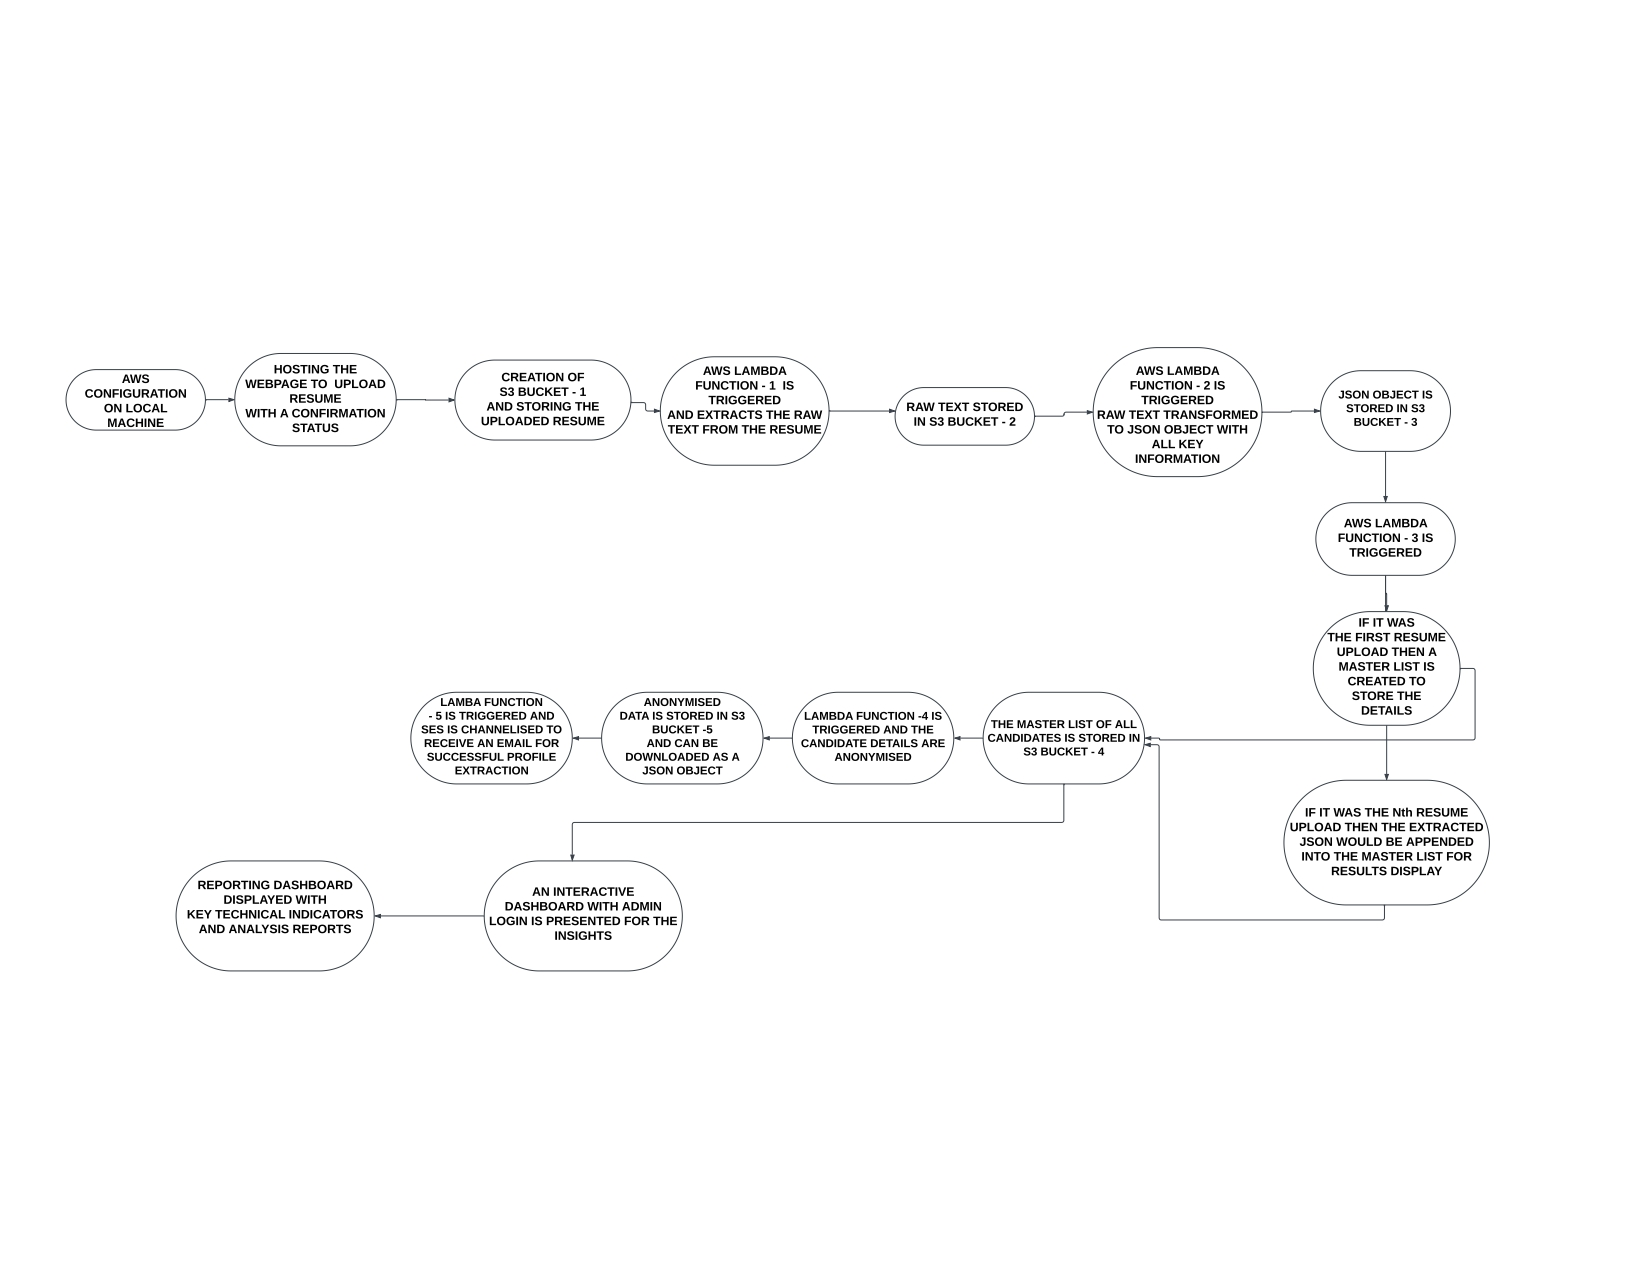 AWS
CONFIGURATION
ON LOCAL
MACHINE
HOSTING THE
WEBPAGE TO  UPLOAD
RESUME
WITH A CONFIRMATION
STATUS
CREATION OF
S3 BUCKET - 1
AND STORING THE
UPLOADED RESUME
AWS LAMBDA
FUNCTION - 1  IS
TRIGGERED
AND EXTRACTS THE RAW
TEXT FROM THE RESUME
RAW TEXT STORED
IN S3 BUCKET - 2
AWS LAMBDA
FUNCTION - 2 IS
TRIGGERED
RAW TEXT TRANSFORMED
TO JSON OBJECT WITH
ALL KEY
INFORMATION
JSON OBJECT IS
STORED IN S3
BUCKET - 3
AWS LAMBDA
FUNCTION - 3 IS
TRIGGERED
IF IT WAS
THE FIRST RESUME
UPLOAD THEN A
MASTER LIST IS
CREATED TO
STORE THE
DETAILS
IF IT WAS THE Nth RESUME
UPLOAD THEN THE EXTRACTED
JSON WOULD BE APPENDED
INTO THE MASTER LIST FOR
RESULTS DISPLAY
THE MASTER LIST OF ALL
CANDIDATES IS STORED IN
S3 BUCKET - 4
LAMBDA FUNCTION -4 IS
TRIGGERED AND THE
CANDIDATE DETAILS ARE
ANONYMISED
ANONYMISED
DATA IS STORED IN S3
BUCKET -5
AND CAN BE
DOWNLOADED AS A
JSON OBJECT
LAMBA FUNCTION
- 5 IS TRIGGERED AND
SES IS CHANNELISED TO
RECEIVE AN EMAIL FOR
SUCCESSFUL PROFILE
EXTRACTION
AN INTERACTIVE
DASHBOARD WITH ADMIN
LOGIN IS PRESENTED FOR THE
INSIGHTS
REPORTING DASHBOARD
DISPLAYED WITH
KEY TECHNICAL INDICATORS
AND ANALYSIS REPORTS